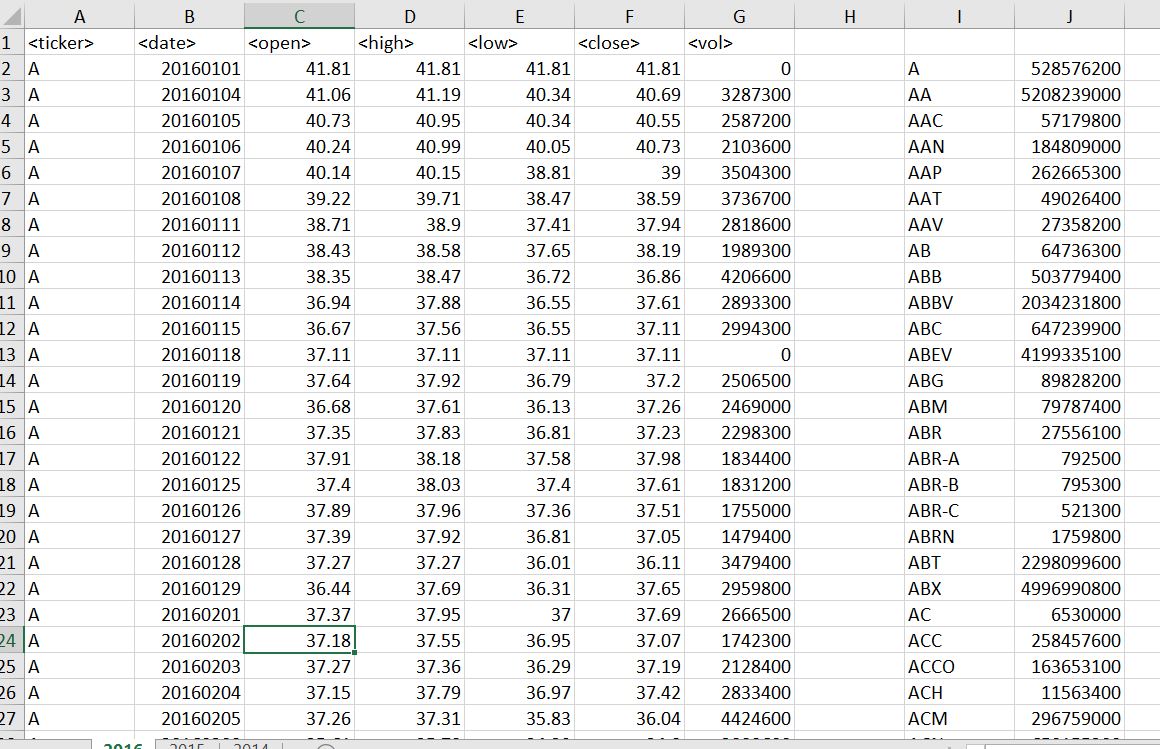 A B C D E F G H I J
1 <ticker> <date> <open> <high> <low> <close> <vol>
2 A 20160101 41.81 41.81 41.81 41.81 0 A 528576200
3 A 20160104 41.06 41.19 40.34 40.69 3287300 AA 5208239000
4 A 20160105 40.73 40.95 40.34 40.55 2587200 AAC 57179800
5 A 20160106 40.24 40.99 40.05 40.73 2103600 AAN 184809000
6 A 20160107 40.14 40.15 38.81 39 3504300 AAP 262665300
7 A 20160108 39.22 39.71 38.47 38.59 3736700 AAT 49026400
8 A 20160111 38.71 38.9 37.41 37.94 2818600 AAV 27358200
9 A 20160112 38.43 38.58 37.65 38.19 1989300 AB 64736300
10 A 20160113 38.35 38.47 36.72 36.86 4206600 ABB 503779400
11 A 20160114 36.94 37.88 36.55 37.61 2893300 ABBV 2034231800
12 A 20160115 36.67 37.56 36.55 37.11 2994300 ABC 647239900
13 A 20160118 37.11 37.11 37.11 37.11 0 ABEV 4199335100
14 A 20160119 37.64 37.92 36.79 37.2 2506500 ABG 89828200
15 A 20160120 36.68 37.61 36.13 37.26 2469000 ABM 79787400
16 A 20160121 37.35 37.83 36.81 37.23 2298300 ABR 27556100
17 A 20160122 37.91 38.18 37.58 37.98 1834400 ABR-A 792500
18 A 20160125 37.4 38.03 37.4 37.61 1831200 ABR-B 795300
19 A 20160126 37.89 37.96 37.36 37.51 1755000 ABR-C 521300
20 A 20160127 37.39 37.92 36.81 37.05 1479400 ABRN 1759800
21 A 20160128 37.27 37.27 36.01 36.11 3479400 ABT 2298099600
22 A 20160129 36.44 37.69 36.31 37.65 2959800 ABX 4996990800
23 A 20160201 37.37 37.95 37 37.69 2666500 AC 6530000
24 A 20160202 37.18 37.55 36.95 37.07 1742300 ACC 258457600
25 A 20160203 37.27 37.36 36.29 37.19 2128400 ACCO 163653100
26 A 20160204 37.15 37.79 36.97 37.42 2833400 ACH 11563400
27 A 20160205 37.26 37.31 35.83 36.04 4424600 ACM 296759000
2016 2015 2014